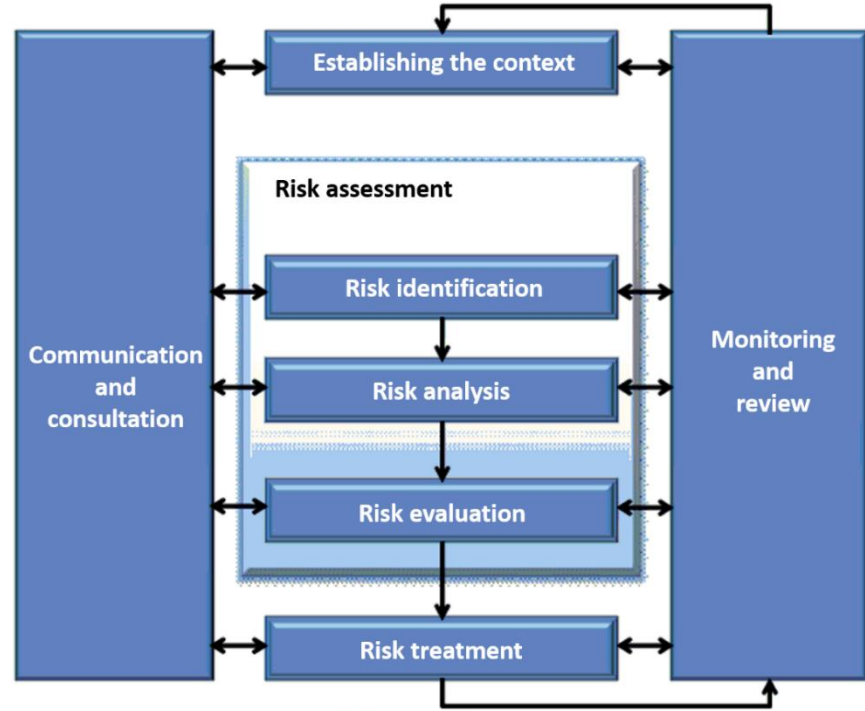 Establishing the context
Risk assessment
Risk identification
Communication
and
consultation
Risk analysis
Monitoring
and
review
Risk evaluation
Risk treatment